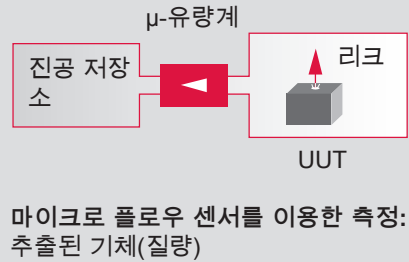 μ-유량계
진공 저장
소
리크
UUT
마이크로 플로우 센서를 이용한 측정:
추출된 기체(질량)